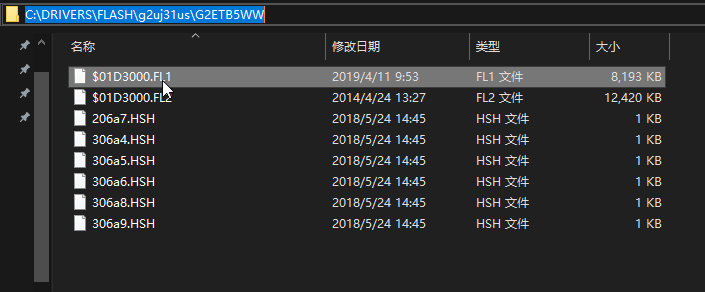 C:\DRIVERS\FLASH\g2uj31us\G2ETB5WW
名称 修改日期 类型 大小
$01D3000.FL1 2019/4/11 9:53 FL1 文件 8,193 KB
$01D3000.FL2 2014/4/24 13:27 FL2 文件 12,420 KB
206a7.HSH 2018/5/24 14:45 HSH 文件 1 KB
306a4.HSH 2018/5/24 14:45 HSH 文件 1 KB
306a5.HSH 2018/5/24 14:45 HSH 文件 1 KB
306a6.HSH 2018/5/24 14:45 HSH 文件 1 KB
306a8.HSH 2018/5/24 14:45 HSH 文件 1 KB
306a9.HSH 2018/5/24 14:45 HSH 文件 1 KB